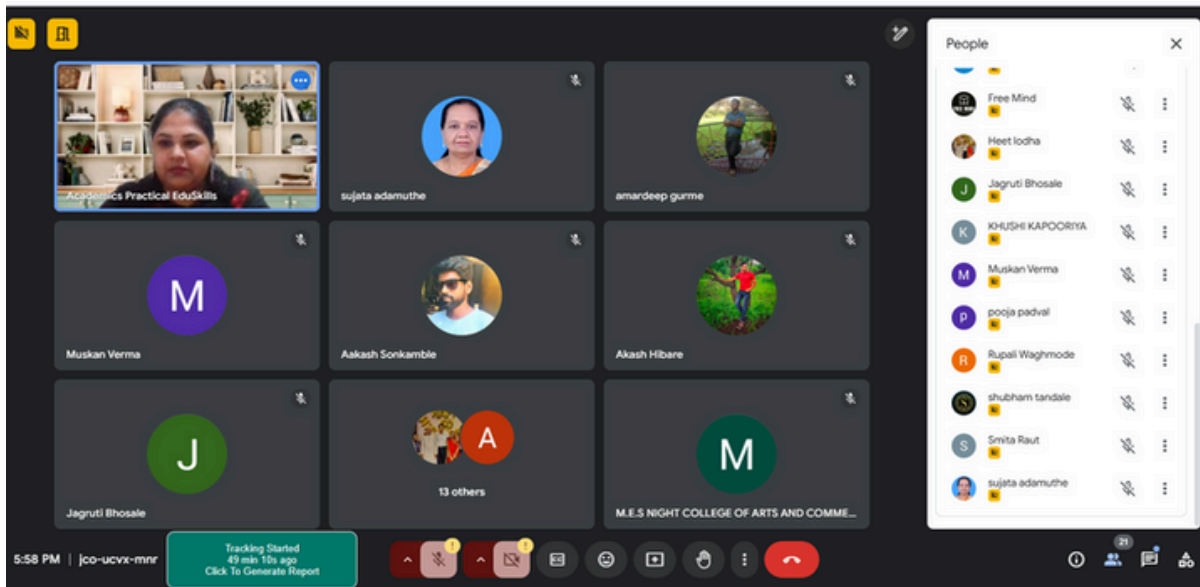 Academics Practical EduSkills
sujata adamuthe
amardeep gurme
M
Muskan Verma
Aakash Sonkamble
Akash Hibare
J
Jagruti Bhosale
A
13 others
M
M.E.S NIGHT COLLEGE OF ARTS AND COMME...
People
Free Mind
Heet lodha
J
Jagruti Bhosale
K
KHUSHI KAPOORIYA
M
Muskan Verma
P
pooja padval
R
Rupali Waghmode
shubham tandale
S
Smita Raut
sujata adamuthe
5:58 PM | jco-ucvx-mnr
Tracking Started
49 min 10s ago
Click To Generate Report
21